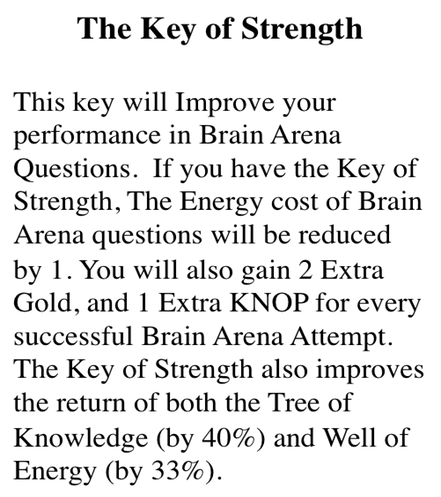 The Key of Strength
This key will Improve your
performance in Brain Arena
Questions.  If you have the Key of
Strength, The Energy cost of Brain
Arena questions will be reduced
by 1. You will also gain 2 Extra
Gold, and 1 Extra KNOP for every
successful Brain Arena Attempt.
The Key of Strength also improves
the return of both the Tree of
Knowledge (by 40%) and Well of
Energy (by 33%).